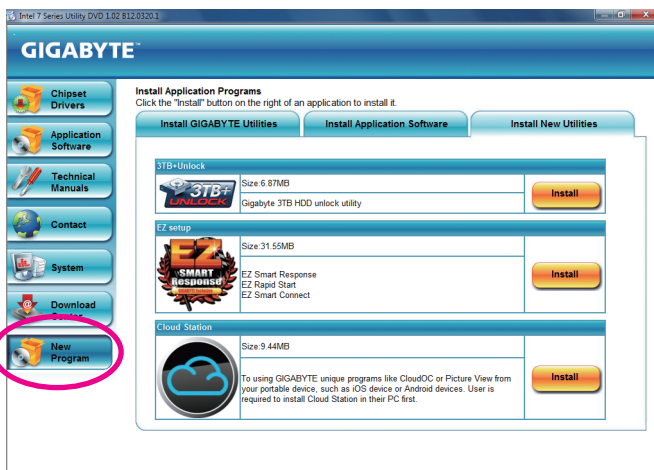 Intel 7 Series Utility DVD 1.02 B12.0320.1
GIGABYTE™
Chipset
Drivers
Application
Software
Technical
Manuals
Contact
System
Download
Center
New
Program
Install Application Programs
Click the "Install" button on the right of an application to install it.
Install GIGABYTE Utilities
Install Application Software
Install New Utilities
3TB+Unlock
3TB+
UNLOCK
Size:6.87MB
Gigabyte 3TB HDD unlock utility
Install
EZ setup
EZ
SMART
Response
Size:31.55MB
EZ Smart Response
EZ Rapid Start
EZ Smart Connect
Install
Cloud Station
Size:9.44MB
To using GIGABYTE unique programs like CloudOC or Picture View from
your portable device, such as iOS device or Android devices. User is
required to install Cloud Station in their PC first.
Install